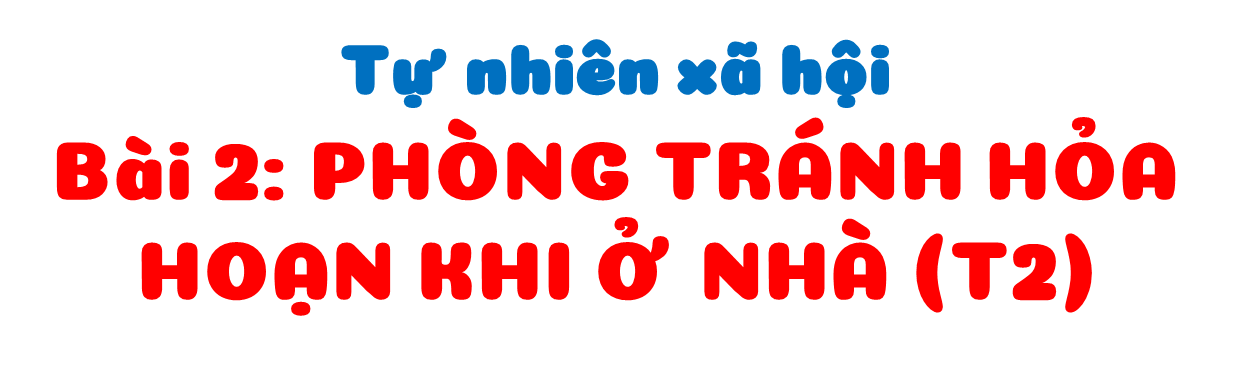 Tự nhiên xã hội
Bài 2: PHÒNG TRÁNH HỎA
HOẠN KHI Ở NHÀ (T2)